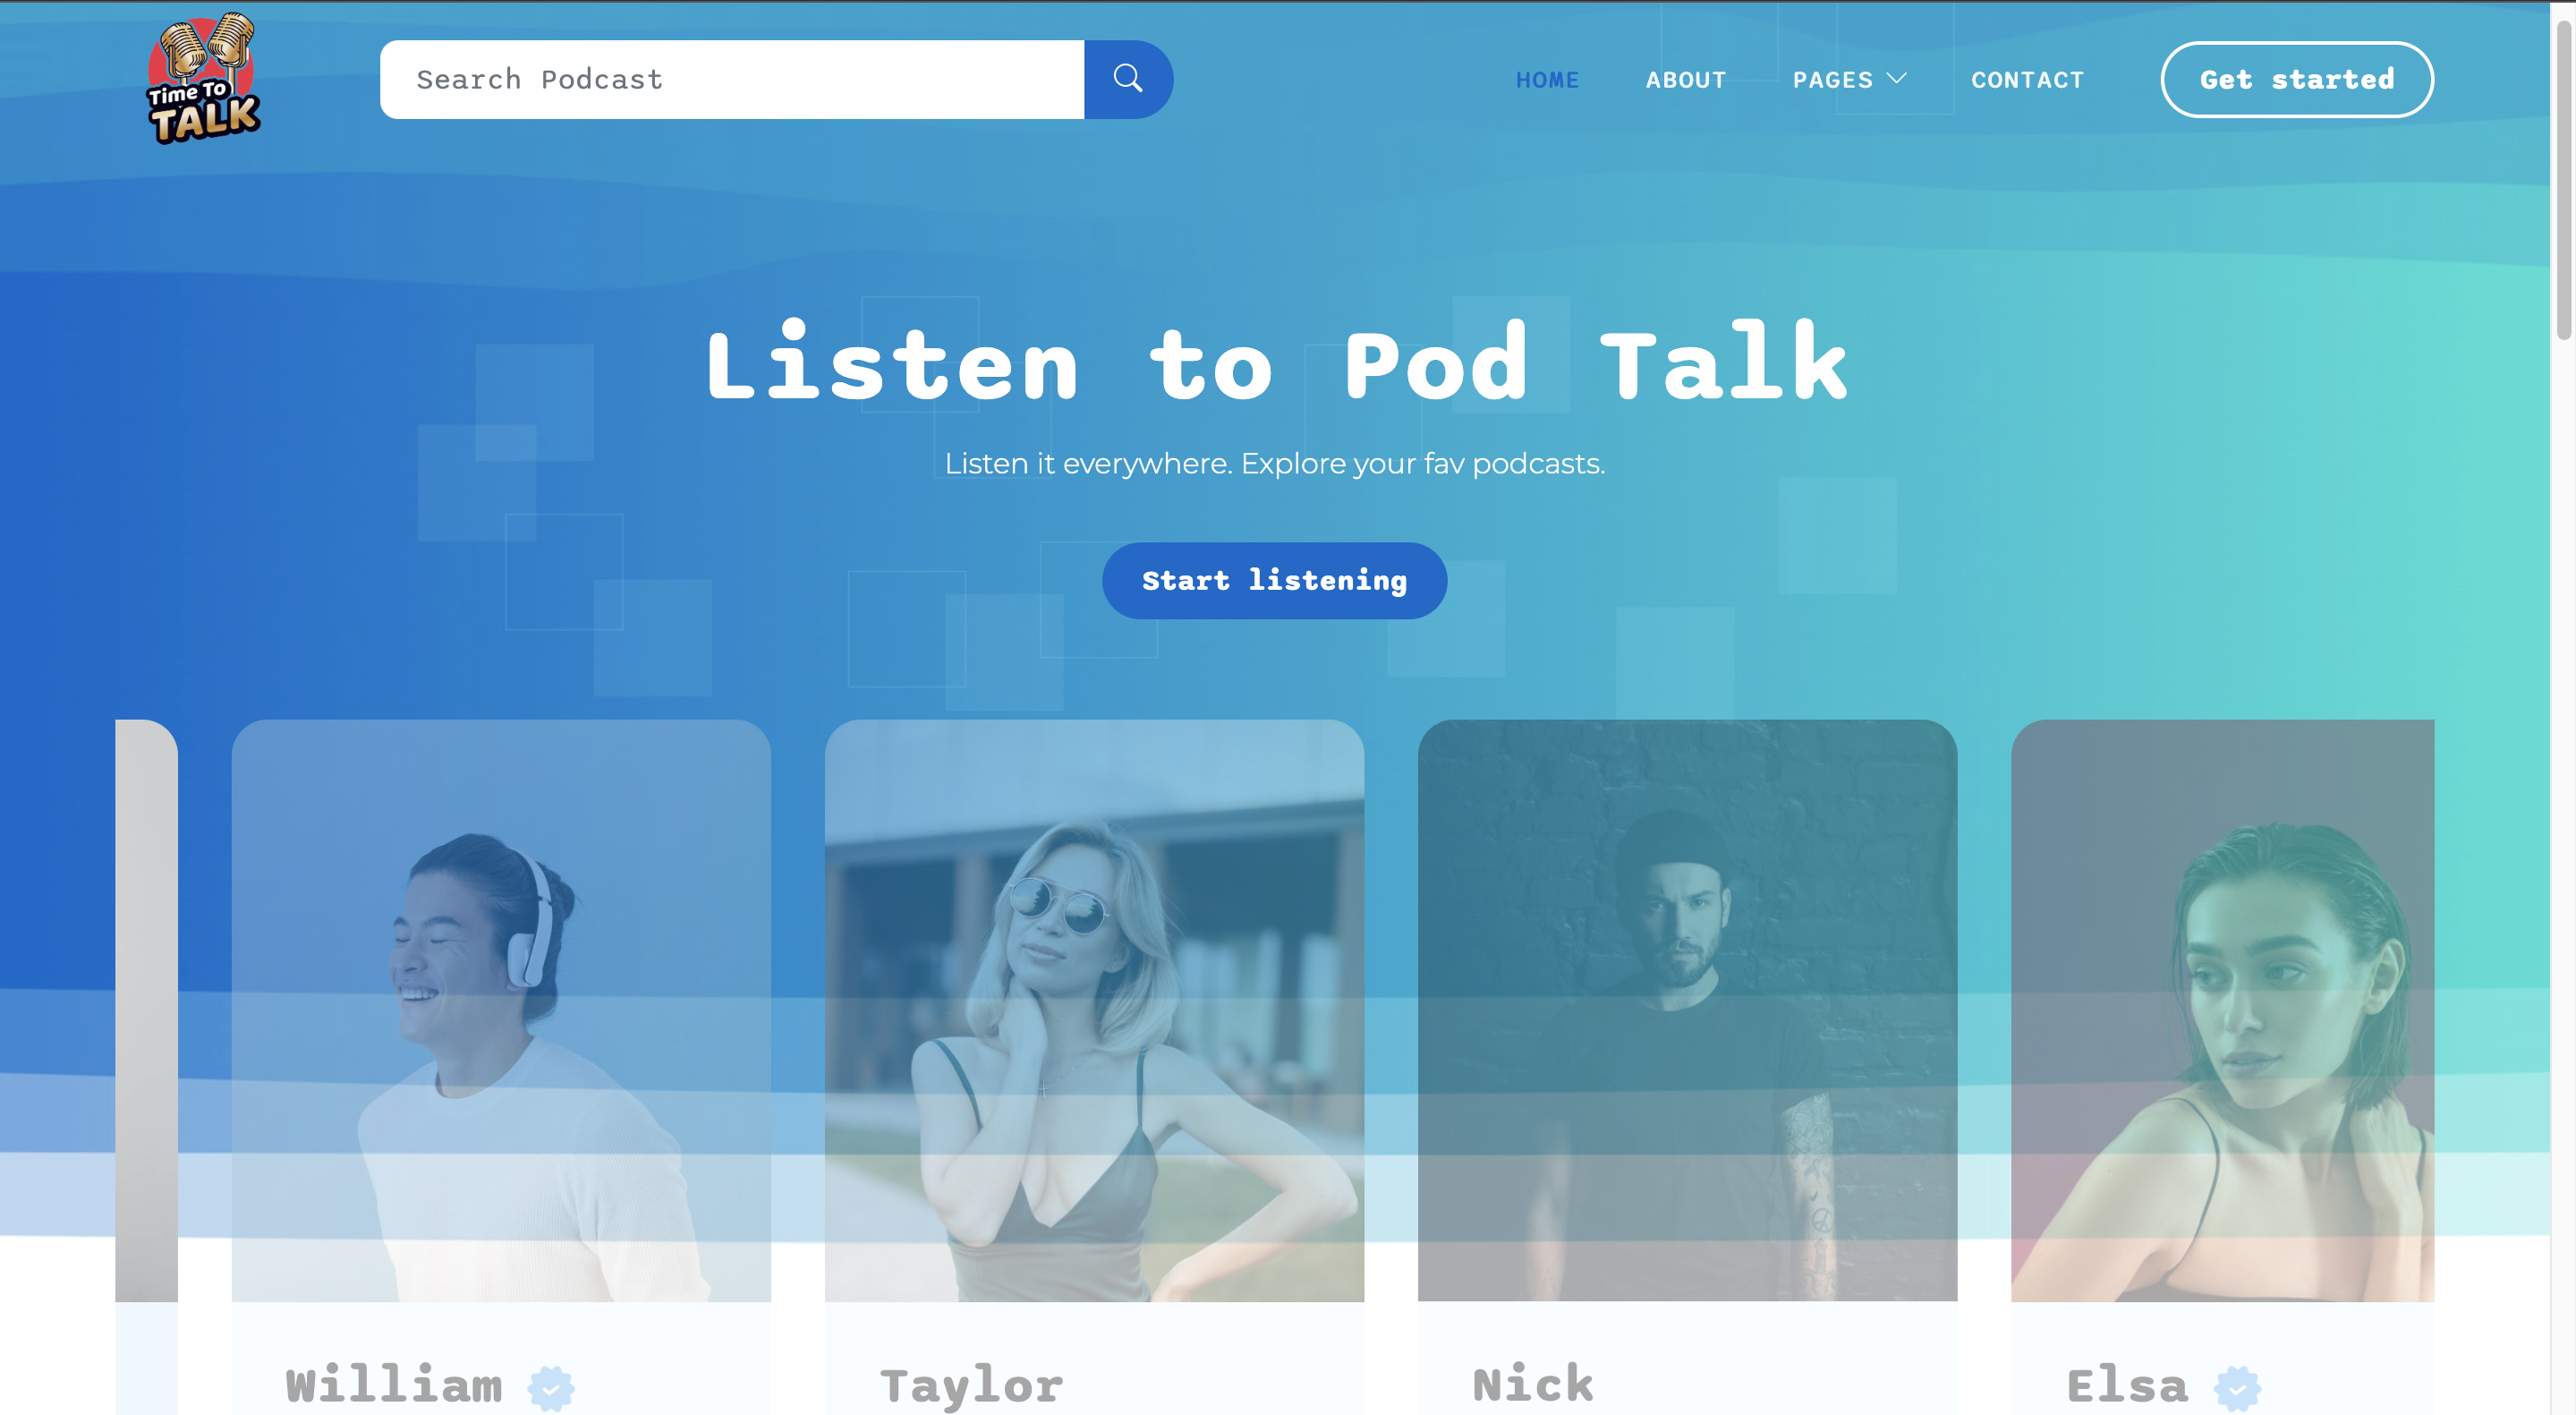 Time To
TALK
Search Podcast
HOME
ABOUT
PAGES
CONTACT
Get started
Listen to Pod Talk
Listen it everywhere. Explore your fav podcasts.
Start listening
William
Taylor
Nick
Elsa